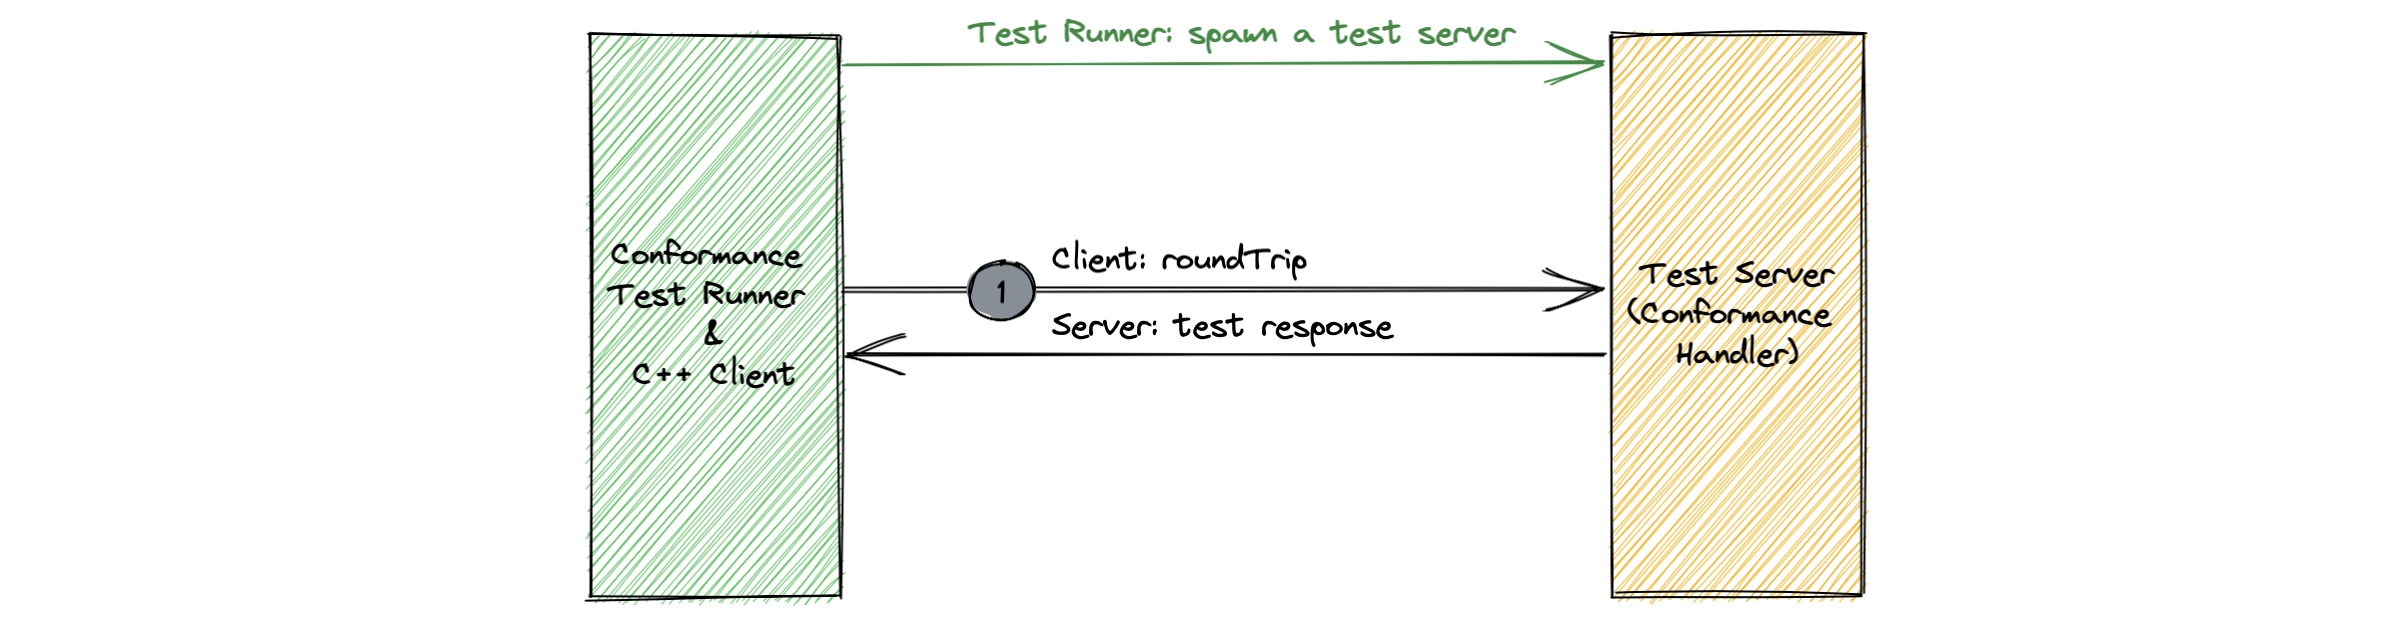 Test Runner: spawn a test server
Conformance
Test Runner
&
C++ Client
1
Client: roundTrip
Server: test response
Test Server
(Conformance
Handler)